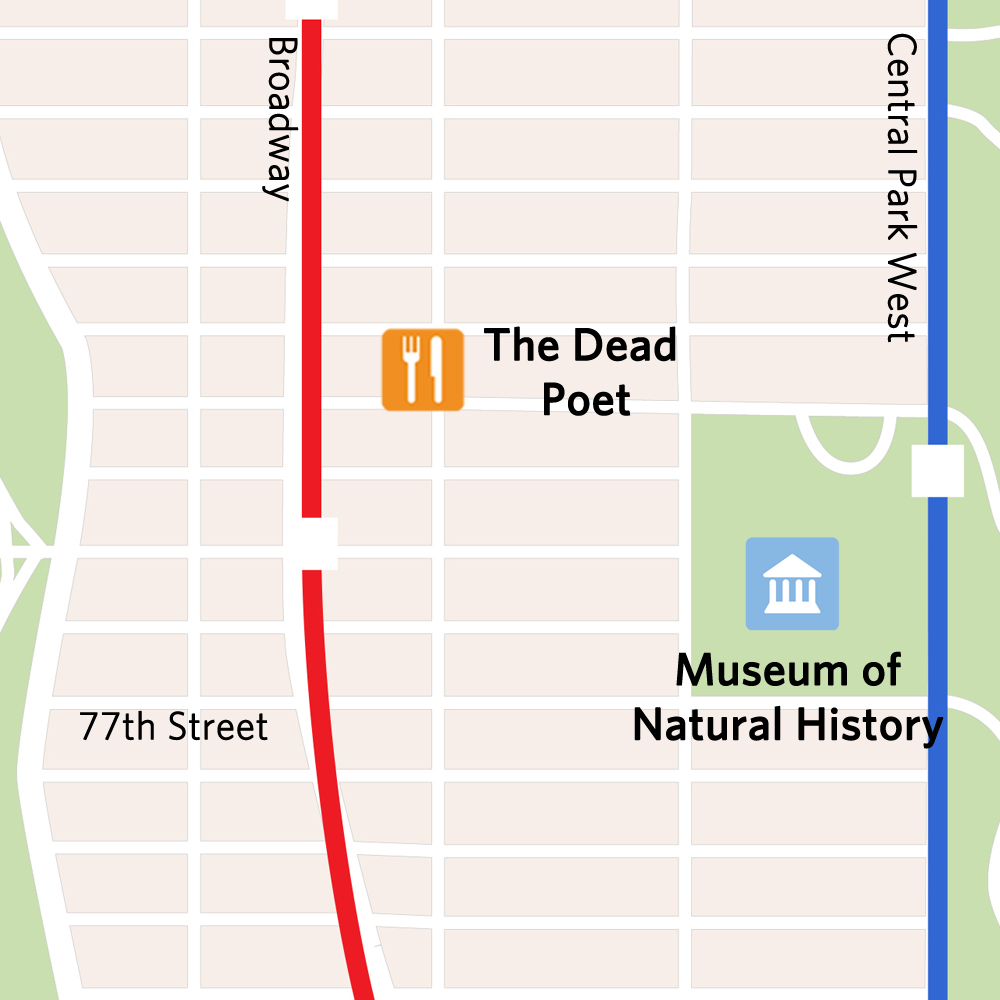 Broadway
Central Park West
The Dead
Poet
Museum of
Natural History
77th Street